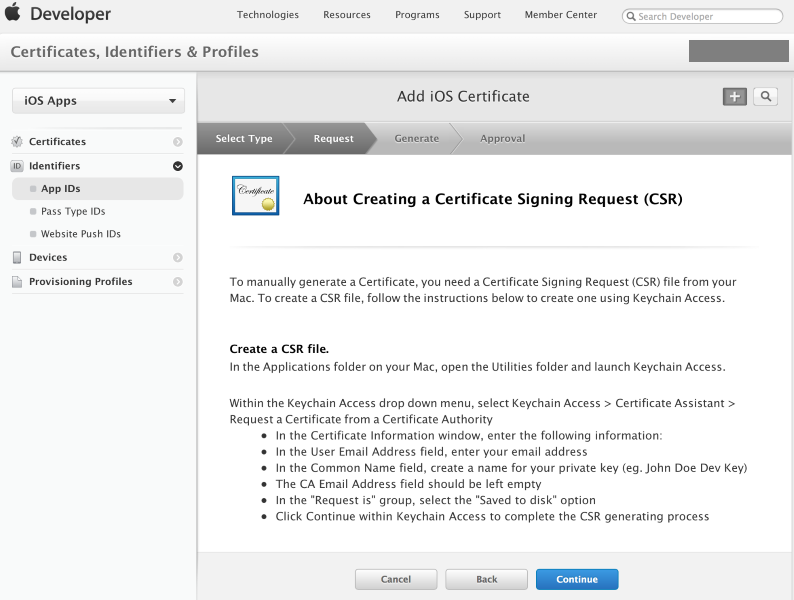 Developer
Technologies Resources Programs Support Member Center Search Developer
Certificates, Identifiers & Profiles
iOS Apps
Add iOS Certificate
Certificates
Select Type Request Generate Approval
ID Identifiers
App IDs
Pass Type IDs
Website Push IDs
Devices
Provisioning Profiles
Certificate
About Creating a Certificate Signing Request (CSR)
To manually generate a Certificate, you need a Certificate Signing Request (CSR) file from your
Mac. To create a CSR file, follow the instructions below to create one using Keychain Access.
Create a CSR file.
In the Applications folder on your Mac, open the Utilities folder and launch Keychain Access.
Within the Keychain Access drop down menu, select Keychain Access > Certificate Assistant >
Request a Certificate from a Certificate Authority
• In the Certificate Information window, enter the following information:
• In the User Email Address field, enter your email address
• In the Common Name field, create a name for your private key (eg. John Doe Dev Key)
• The CA Email Address field should be left empty
• In the "Request is" group, select the "Saved to disk" option
• Click Continue within Keychain Access to complete the CSR generating process
Cancel Back Continue